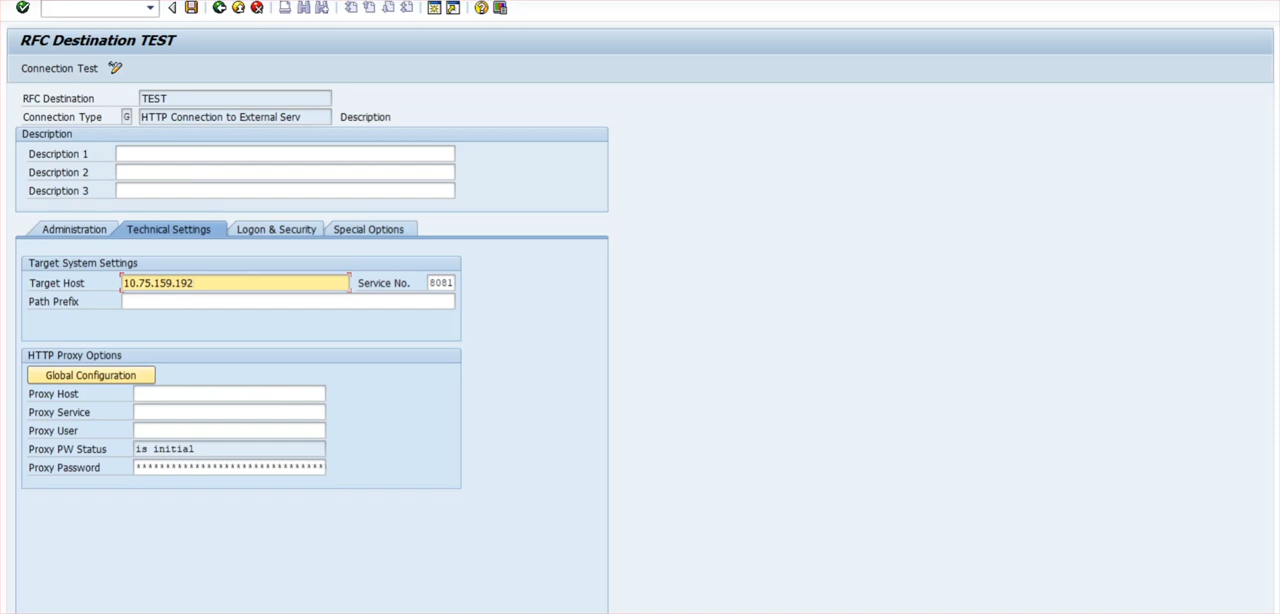 RFC Destination TEST
Connection Test
RFC Destination TEST
Connection Type G HTTP Connection to External Serv Description
Description
Description 1
Description 2
Description 3
Administration Technical Settings Logon & Security Special Options
Target System Settings
Target Host 10.75.159.192 Service No. 8081
Path Prefix
HTTP Proxy Options
Global Configuration
Proxy Host
Proxy Service
Proxy User
Proxy PW Status is initial
Proxy Password ********************************